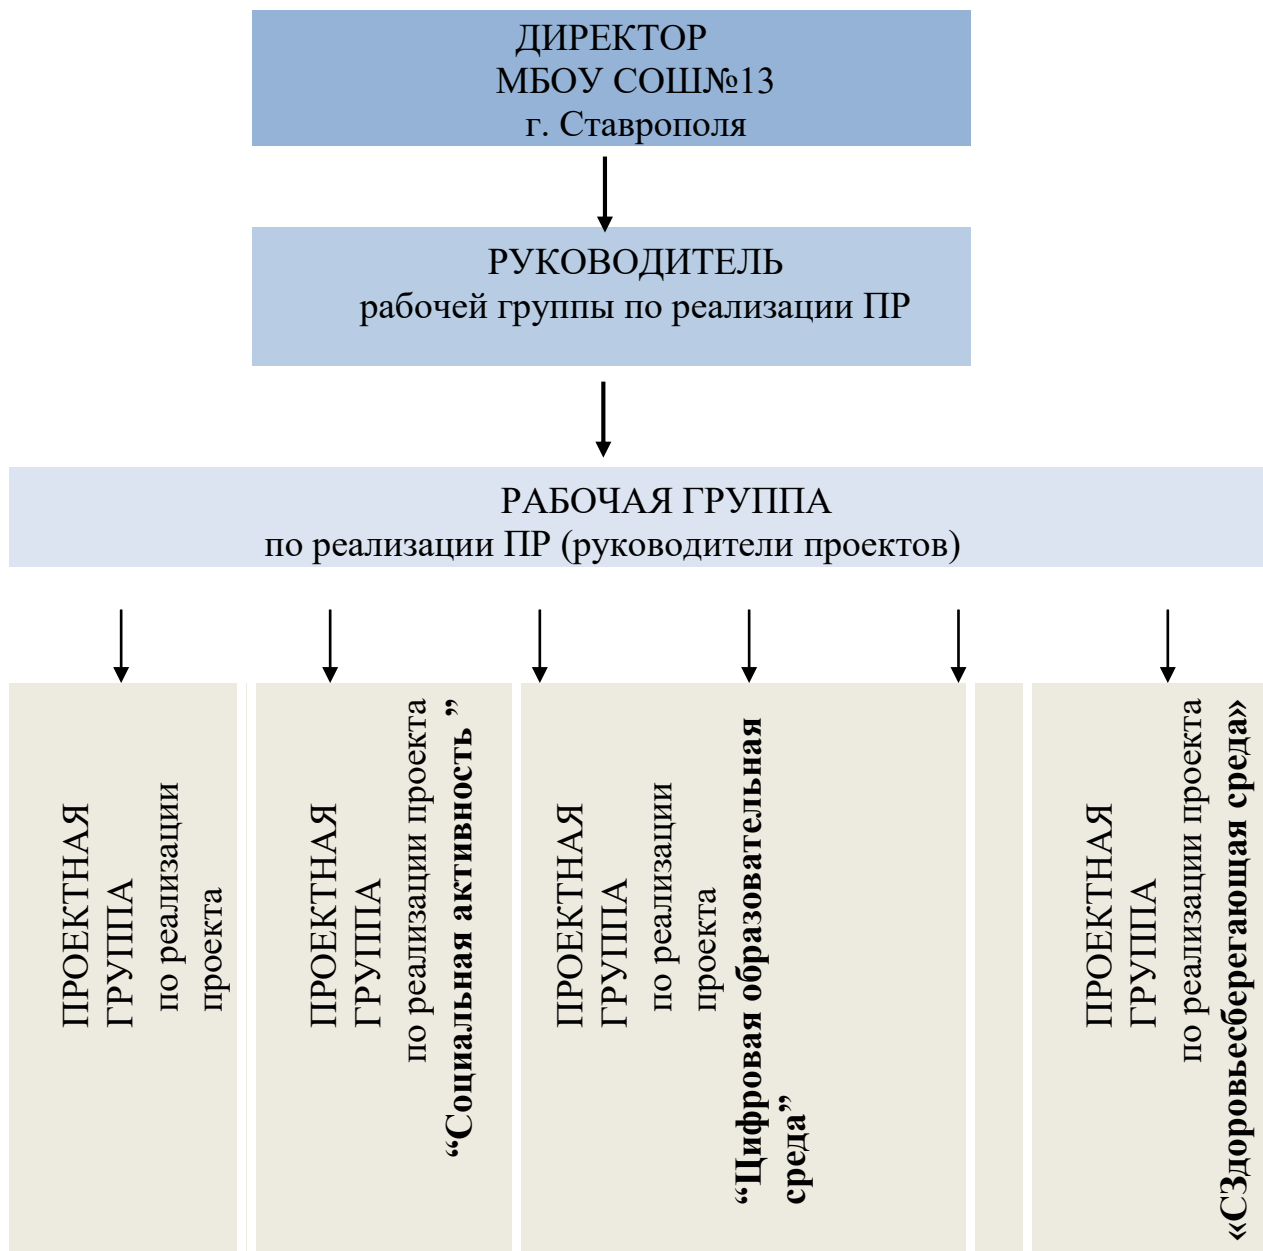 ДИРЕКТОР
МБОУ СОШ№13
г. Ставрополя
РУКОВОДИТЕЛЬ
рабочей группы по реализации ПР
РАБОЧАЯ ГРУППА
по реализации ПР (руководители проектов)
ПРОЕКТНАЯ
ГРУППА
по реализации
проекта
ПРОЕКТНАЯ
ГРУППА
по реализации проекта
“Социальная активность ”
ПРОЕКТНАЯ
ГРУППА
по реализации
проекта
“Цифровая образовательная
среда”
ПРОЕКТНАЯ
ГРУППА
по реализации проекта
«СЗдоровьесберегающая среда»